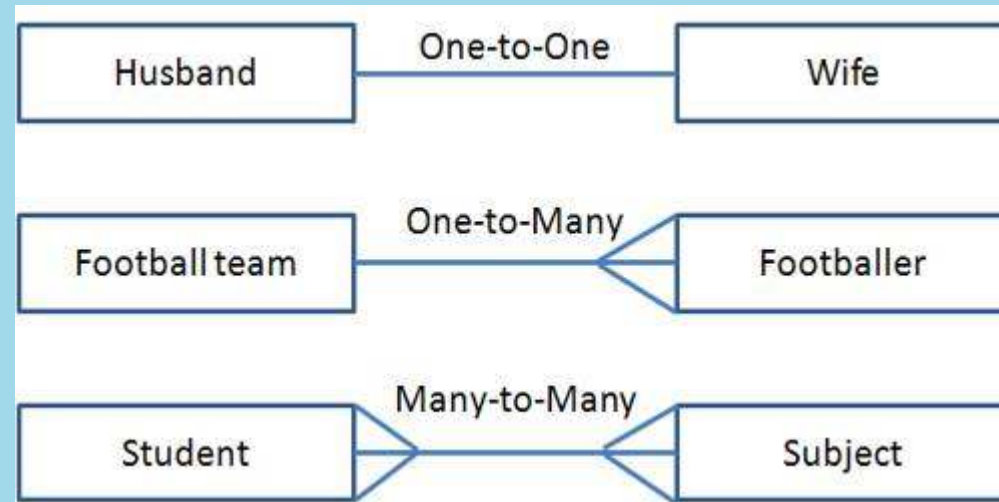 One-to-One
Husband
Wife
One-to-Many
Football team
Footballer
Many-to-Many
Student
Subject